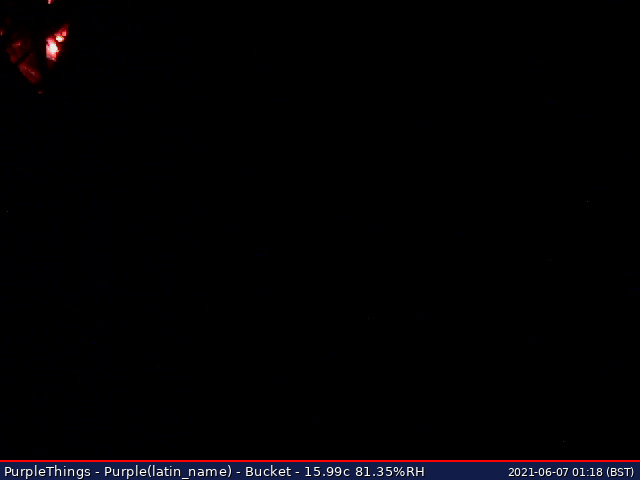 PurpleThings - Purple(latin_name) - Bucket - 15.99c 81.35%RH
2021-06-07 01:18 (BST)